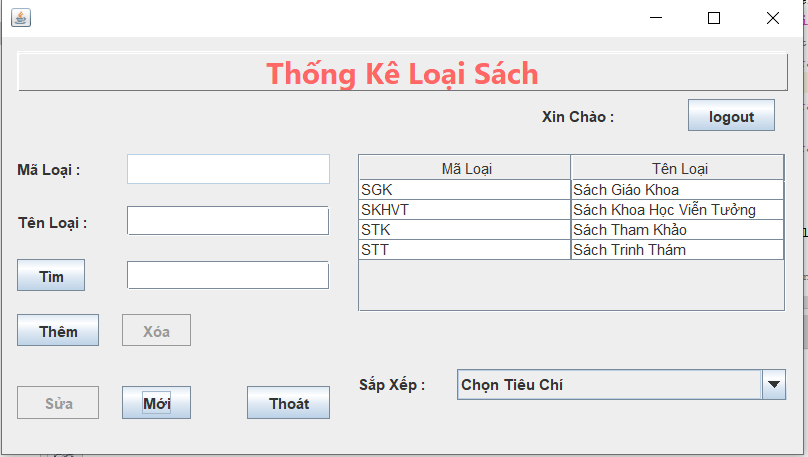 Thống Kê Loại Sách
Xin Chào :
logout
Mã Loại :
Mã Loại Tên Loại
SGK Sách Giáo Khoa
SKHVT Sách Khoa Học Viễn Tưởng
STK Sách Tham Khảo
STT Sách Trinh Thám
Tên Loại :
Tìm
Thêm
Xóa
Sắp Xếp :
Chọn Tiêu Chí
Sửa
Mới
Thoát